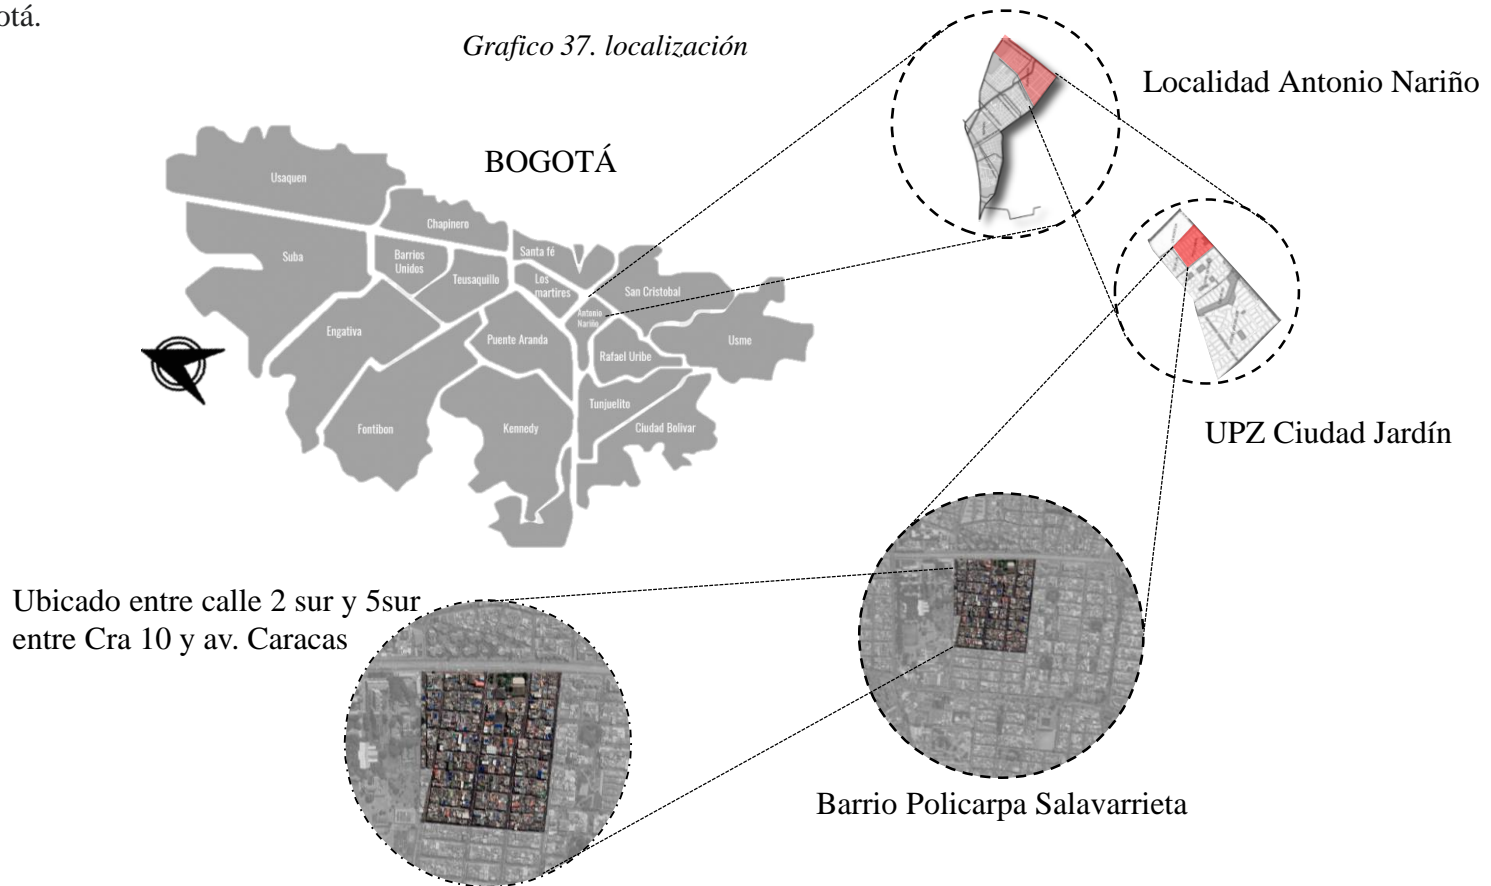 otá.
Grafico 37. localización
Localidad Antonio Nariño
BOGOTÁ
Usaquen
Chapinero
Santa fé
Suba
Barrios
Unidos
Teusaquillo
Los
martires
San Cristobal
Antonio
Nariño
Engativa
Puente Aranda
Rafael Uribe
Usme
Tunjuelito
Fontibon
Kennedy
Ciudad Bolivar
UPZ Ciudad Jardín
Ubicado entre calle 2 sur y 5sur
entre Cra 10 y av. Caracas
Barrio Policarpa Salavarrieta